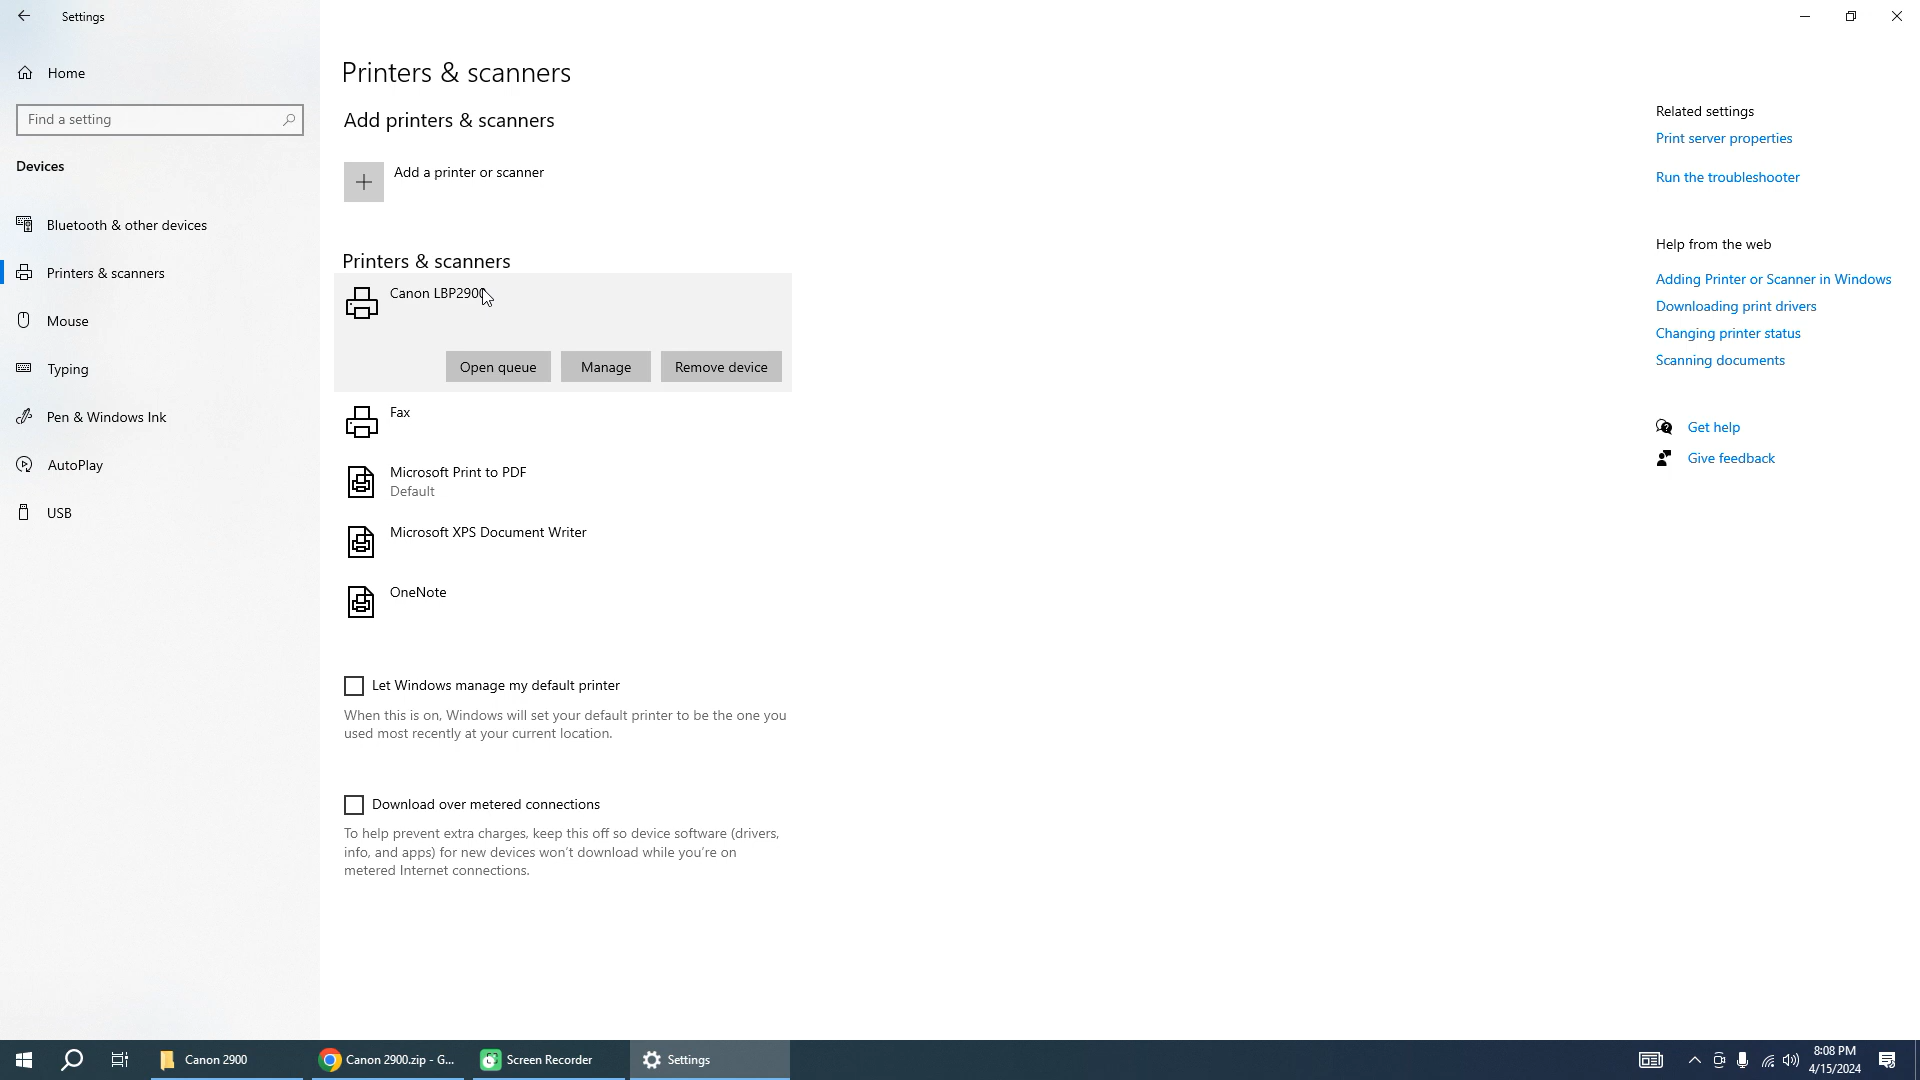 Settings
Home
Find a setting
Devices
Bluetooth & other devices
Printers & scanners
Mouse
Typing
Pen & Windows Ink
AutoPlay
USB
Printers & scanners
Add printers & scanners
Add a printer or scanner
Printers & scanners
Canon LBP2900
Open queue
Manage
Remove device
Fax
Microsoft Print to PDF
Default
Microsoft XPS Document Writer
OneNote
Let Windows manage my default printer
When this is on, Windows will set your default printer to be the one you
used most recently at your current location.
Download over metered connections
To help prevent extra charges, keep this off so device software (drivers,
info, and apps) for new devices won't download while you're on
metered Internet connections.
Related settings
Print server properties
Run the troubleshooter
Help from the web
Adding Printer or Scanner in Windows
Downloading print drivers
Changing printer status
Scanning documents
Get help
Give feedback
Canon 2900
Canon 2900.zip - G...
Screen Recorder
Settings
8:08 PM
4/15/2024